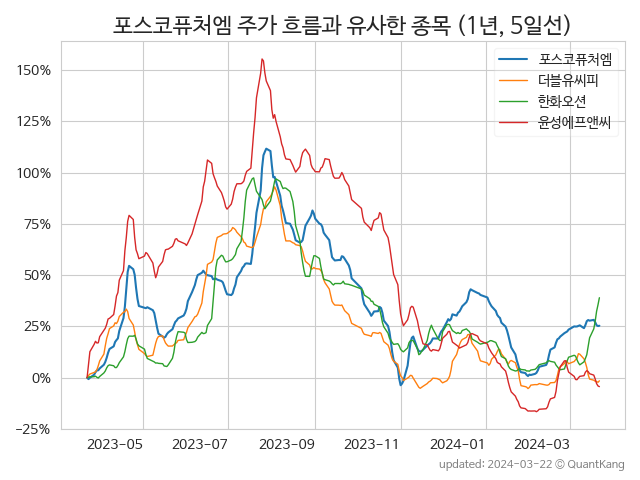 포스코퓨처엠 주가 흐름과 유사한 종목 (1년, 5일선)
포스코퓨처엠
더블유씨피
한화오션
윤성에프앤씨
150%
125%
100%
75%
50%
25%
0%
−25%
2023-05 2023-07 2023-09 2023-11 2024-01 2024-03
updated: 2024-03-22 © QuantKang